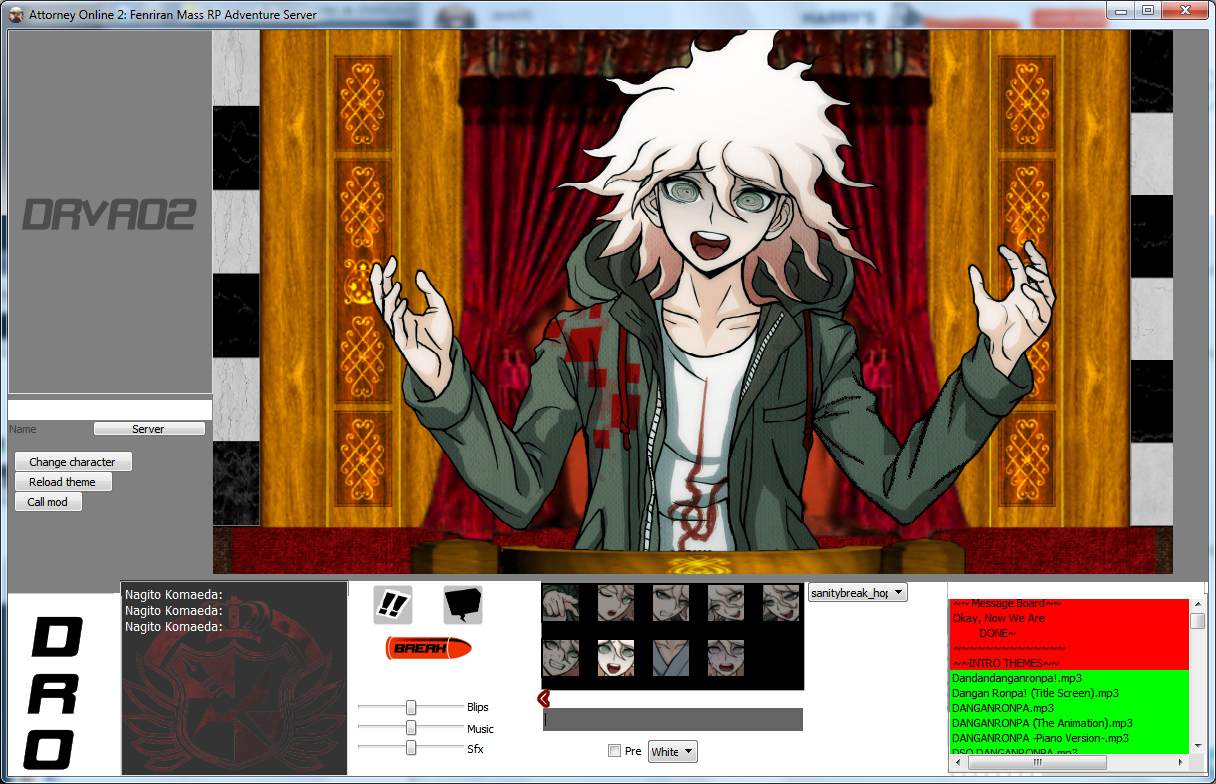 Attorney Online 2: Fenriran Mass RP Adventure Server
DRvAO2
Name
Server
Change character
Reload theme
Call mod
DRO
Nagito Komaeda:
Nagito Komaeda:
Nagito Komaeda:
!!
BREAK
Blips
Music
Sfx
Pre
White
sanitybreak_hop
~~Message Board~~
Okay, Now We Are
DONE~
~~~~~~~~~~~~~~~~
~~INTRO THEMES~~
Dandandanganronpa!.mp3
Dangan Ronpa! (Title Screen).mp3
DANGANRONPA.mp3
DANGANRONPA (The Animation).mp3
DANGANRONPA -Piano Version-.mp3
DSO DANGANRONPA.mp3